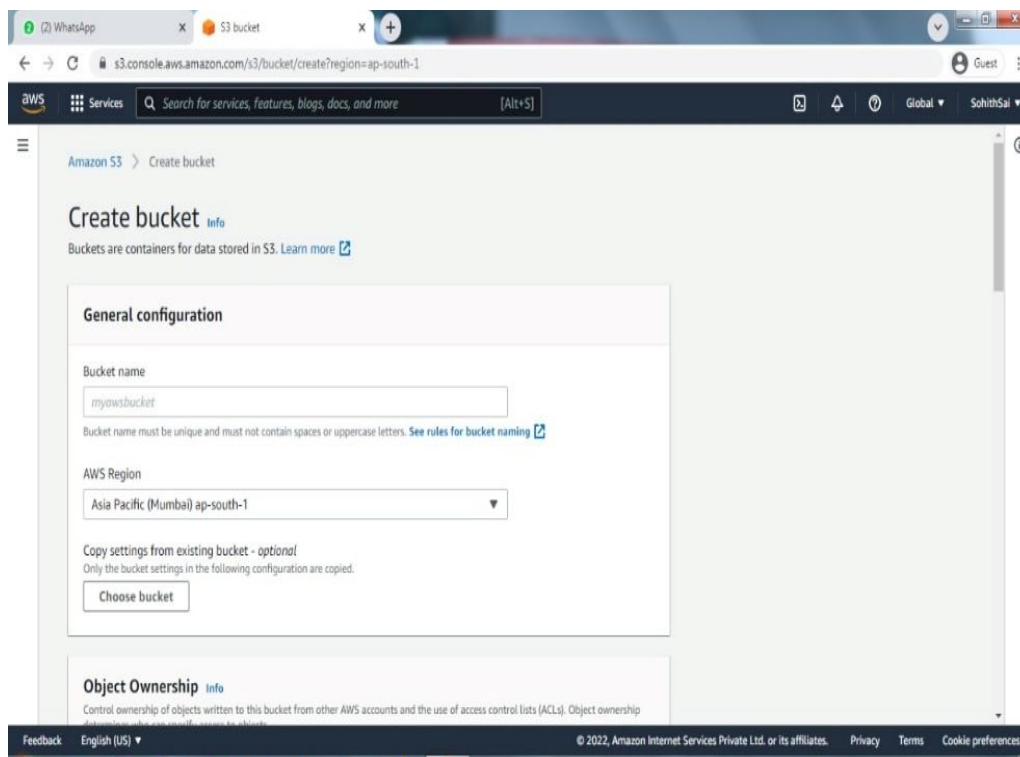 (2) WhatsApp
S3 bucket
s3.console.aws.amazon.com/s3/bucket/create?region=ap-south-1
Guest
aws
Services
Search for services, features, blogs, docs, and more
[Alt+S]
Global
SohithSai
Amazon S3 > Create bucket
Create bucket Info
Buckets are containers for data stored in S3. Learn more
General configuration
Bucket name
myawsbucket
Bucket name must be unique and must not contain spaces or uppercase letters. See rules for bucket naming
AWS Region
Asia Pacific (Mumbai) ap-south-1
Copy settings from existing bucket - optional
Only the bucket settings in the following configuration are copied.
Choose bucket
Object Ownership Info
Control ownership of objects written to this bucket from other AWS accounts and the use of access control lists (ACLs). Object ownership
determines who can specify access to objects.
Feedback
English (US)
© 2022, Amazon Internet Services Private Ltd. or its affiliates.
Privacy
Terms
Cookie preferences